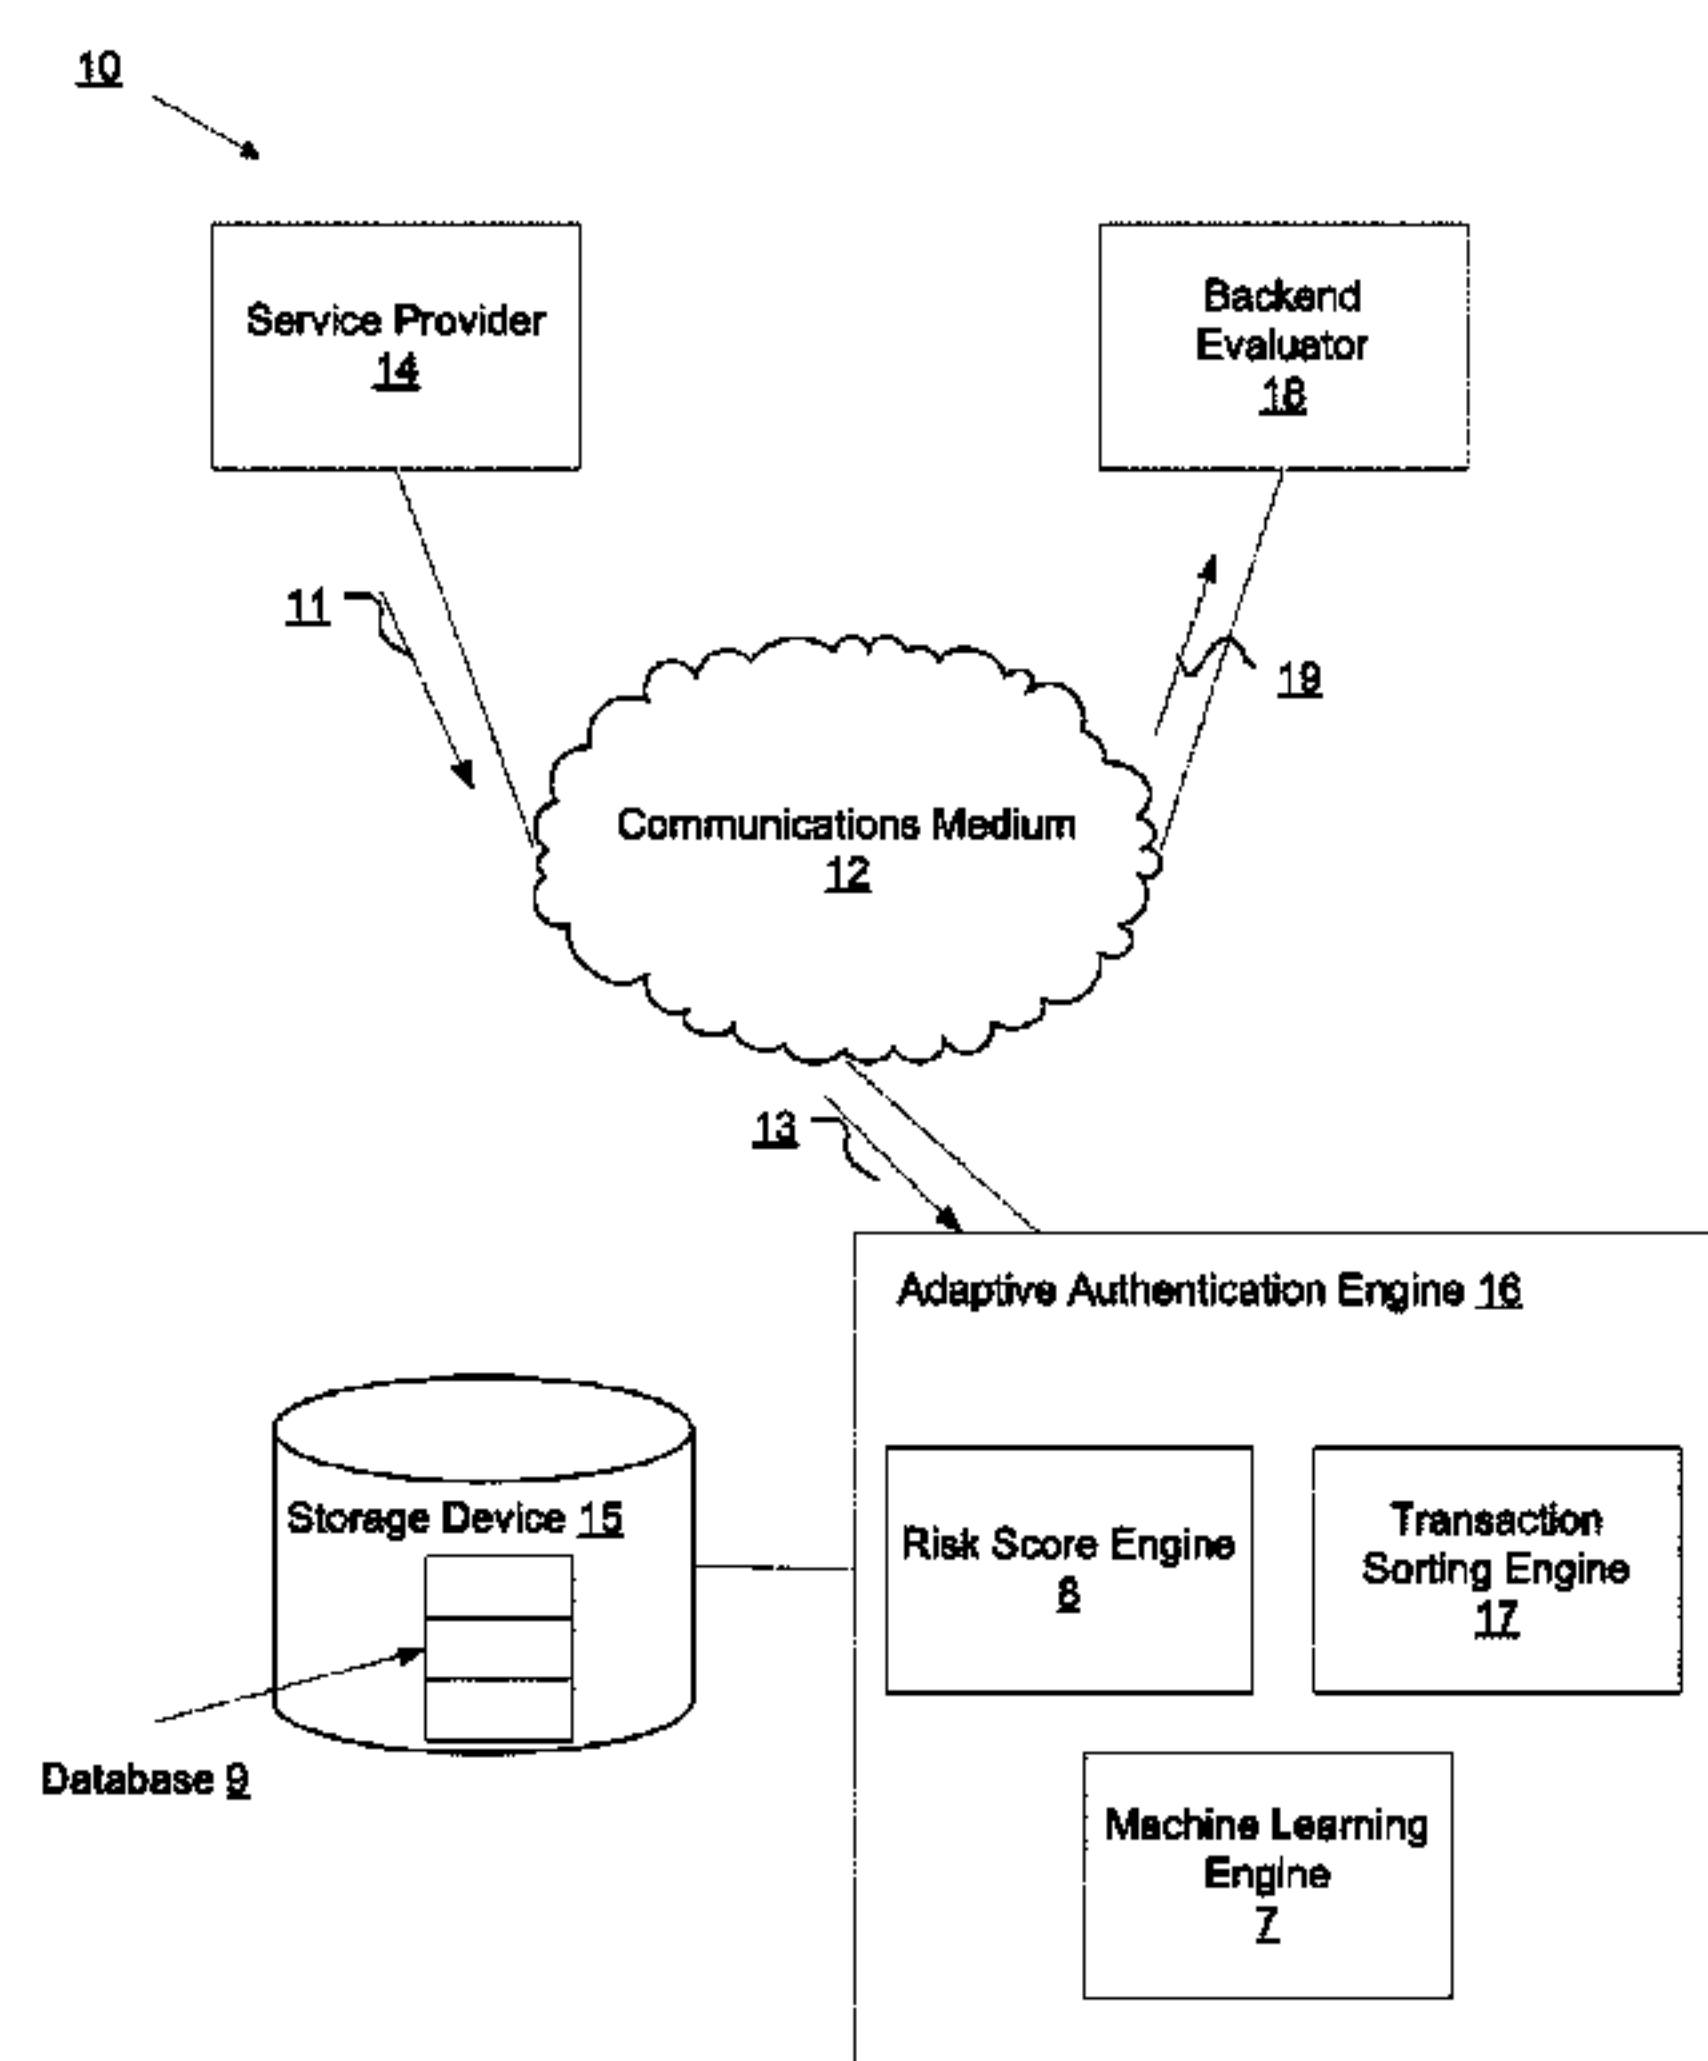 10
Service Provider
14
Backend
Evaluator
18
11
19
Communications Medium
12
13
Adaptive Authentication Engine 16
Storage Device 15
Risk Score Engine
8
Transaction
Sorting Engine
17
Database 9
Machine Learning
Engine
7